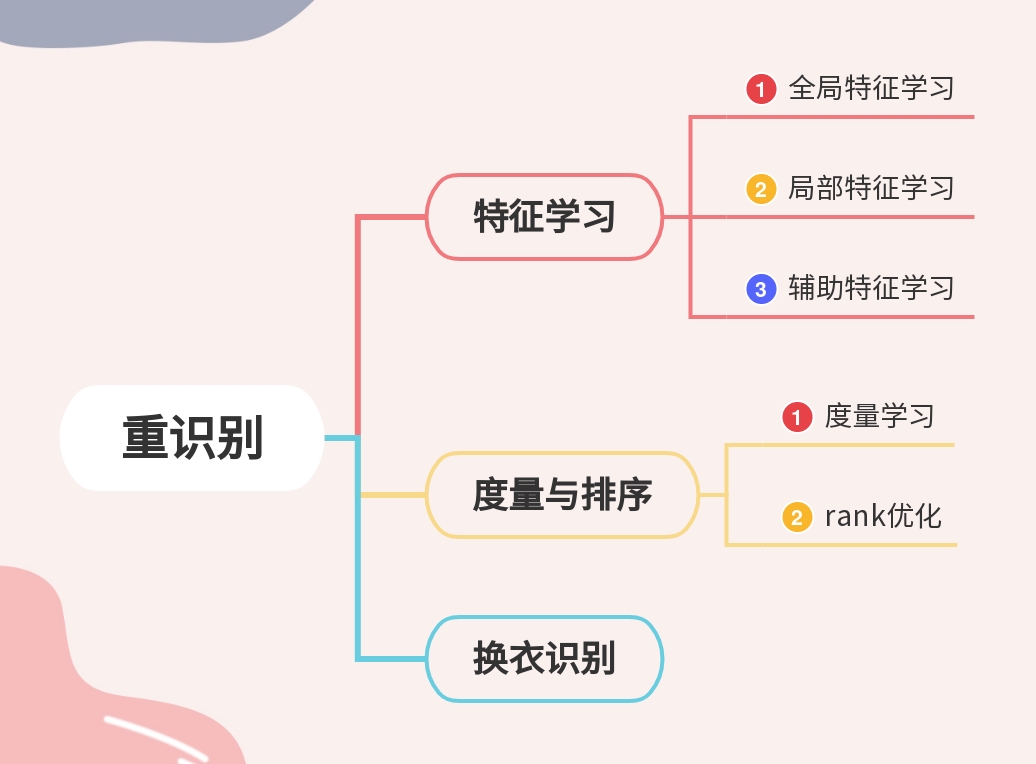 重识别
特征学习
1 全局特征学习
2 局部特征学习
3 辅助特征学习
度量与排序
1 度量学习
2 rank优化
换衣识别